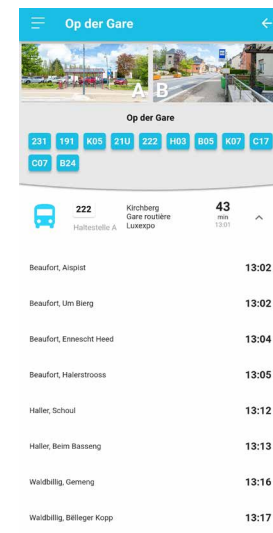 Op der Gare
A B
Op der Gare
231 191 K05 21U 222 H03 B05 K07 C17
C07 B24
222
Haltestelle A
Kirchberg
Gare routière
Luxexpo
43
min
13:01
Beaufort, Aispist 13:02
Beaufort, Um Bierg 13:02
Beaufort, Ennescht Heed 13:04
Beaufort, Halerstrooss 13:05
Haller, Schoul 13:12
Haller, Beim Basseng 13:13
Waldbillig, Gemeng 13:16
Waldbillig, Bëlleger Kopp 13:17